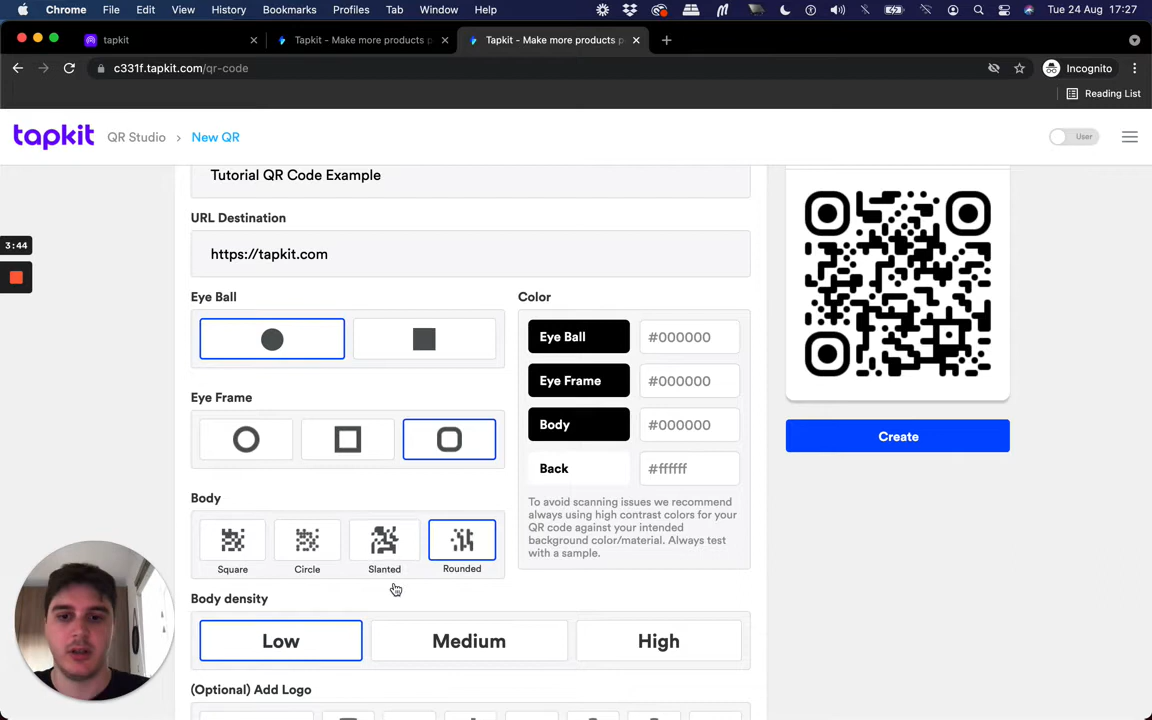 Chrome File Edit View History Bookmarks Profiles Tab Window Help Tue 24 Aug 17:27
tapkit Tapkit - Make more products p Tapkit - Make more products p
c331f.tapkit.com/qr-code Incognito
Reading List
tapkit QR Studio > New QR User
Tutorial QR Code Example
URL Destination
3:44
https://tapkit.com
Eye Ball Color
Eye Ball #000000
Eye Frame #000000
Eye Frame
Body #000000
Create
Back #ffffff
Body
To avoid scanning issues we recommend
always using high contrast colors for your
QR code against your intended
background color/material. Always test
with a sample.
Square Circle Slanted Rounded
Body density
Low Medium High
(Optional) Add Logo